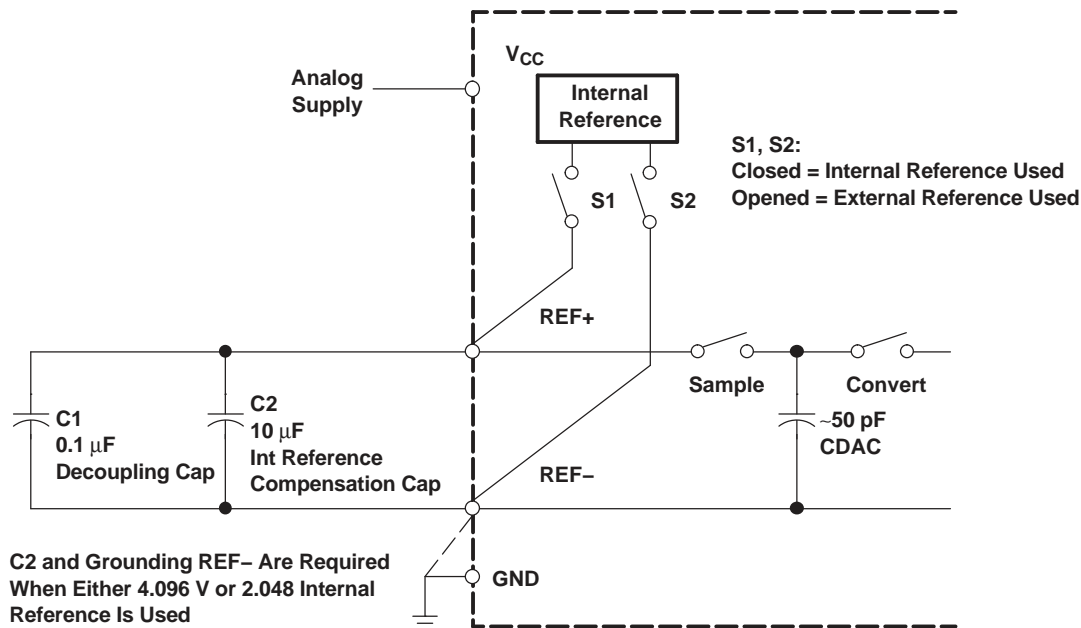 V_CC
Analog
Supply
Internal
Reference
S1, S2:
Closed = Internal Reference Used
Opened = External Reference Used
S1
S2
REF+
Sample
Convert
C1
0.1 μF
Decoupling Cap
C2
10 μF
Int Reference
Compensation Cap
~50 pF
CDAC
REF−
C2 and Grounding REF− Are Required
When Either 4.096 V or 2.048 Internal
Reference Is Used
GND